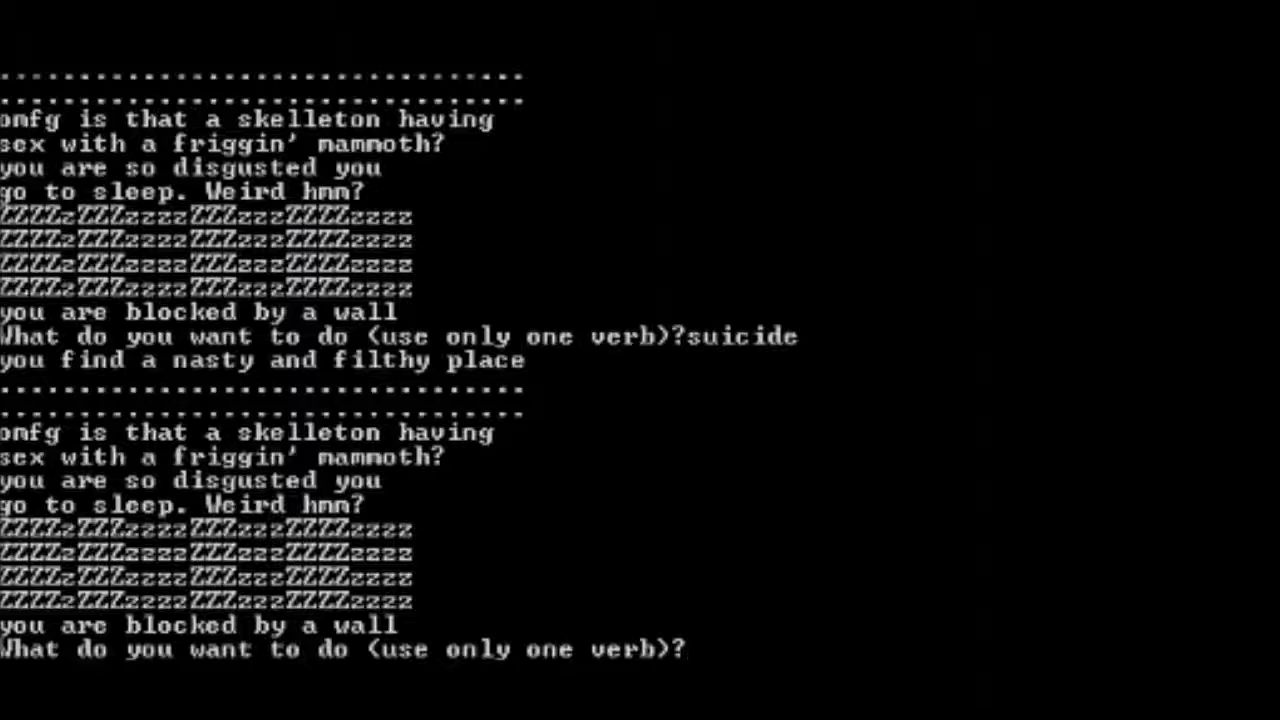 .................................
.................................
omfg is that a skelleton having
sex with a friggin' mammoth?
you are so disgusted you
go to sleep. Weird hmm?
ZZZZzZZZzzzzZZZzzzZZZZzzzz
ZZZZzZZZzzzzZZZzzzZZZZzzzz
ZZZZzZZZzzzzZZZzzzZZZZzzzz
ZZZZzZZZzzzzZZZzzzZZZZzzzz
you are blocked by a wall
What do you want to do (use only one verb)?suicide
you find a nasty and filthy place
.................................
.................................
omfg is that a skelleton having
sex with a friggin' mammoth?
you are so disgusted you
go to sleep. Weird hmm?
ZZZZzZZZzzzzZZZzzzZZZZzzzz
ZZZZzZZZzzzzZZZzzzZZZZzzzz
ZZZZzZZZzzzzZZZzzzZZZZzzzz
ZZZZzZZZzzzzZZZzzzZZZZzzzz
you are blocked by a wall
What do you want to do (use only one verb)?